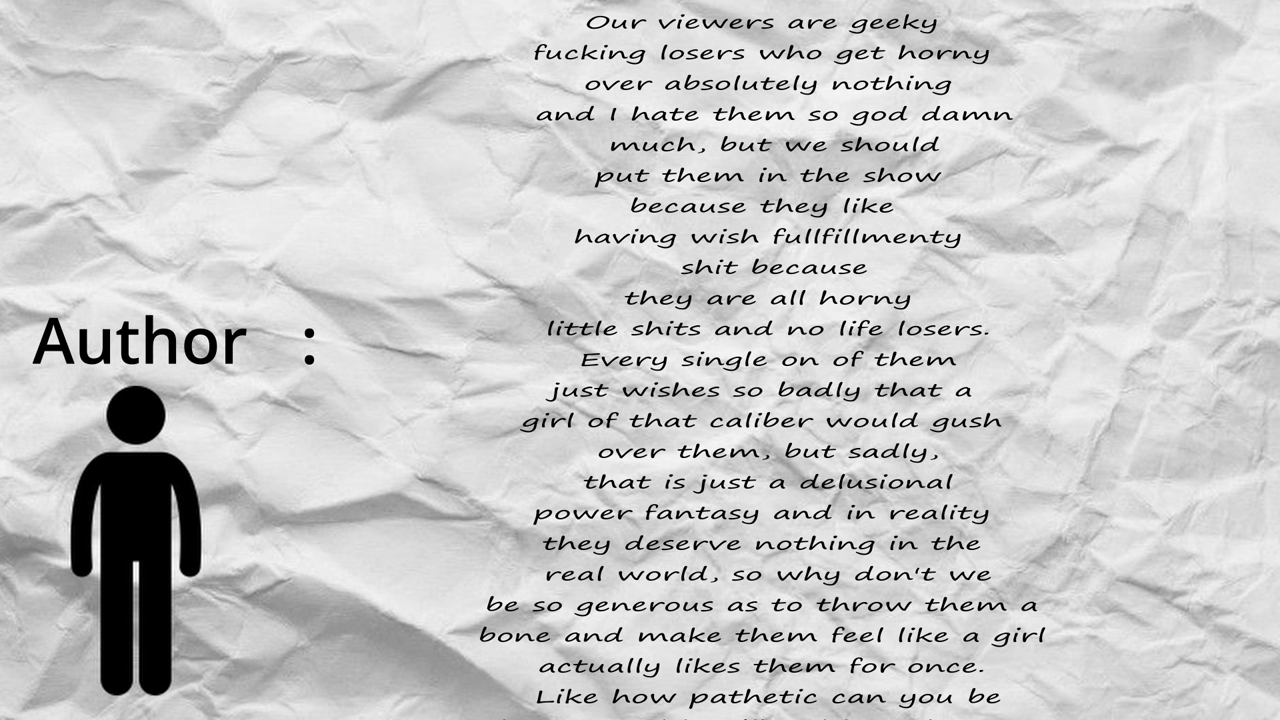 Our viewers are geeky
fucking losers who get horny
over absolutely nothing
and I hate them so god damn
much, but we should
put them in the show
because they like
having wish fullfillmenty
shit because
they are all horny
little shits and no life losers.
Every single on of them
just wishes so badly that a
girl of that caliber would gush
over them, but sadly,
that is just a delusional
power fantasy and in reality
they deserve nothing in the
real world, so why don't we
be so generous as to throw them a
bone and make them feel like a girl
actually likes them for once.
Like how pathetic can you be
Author :